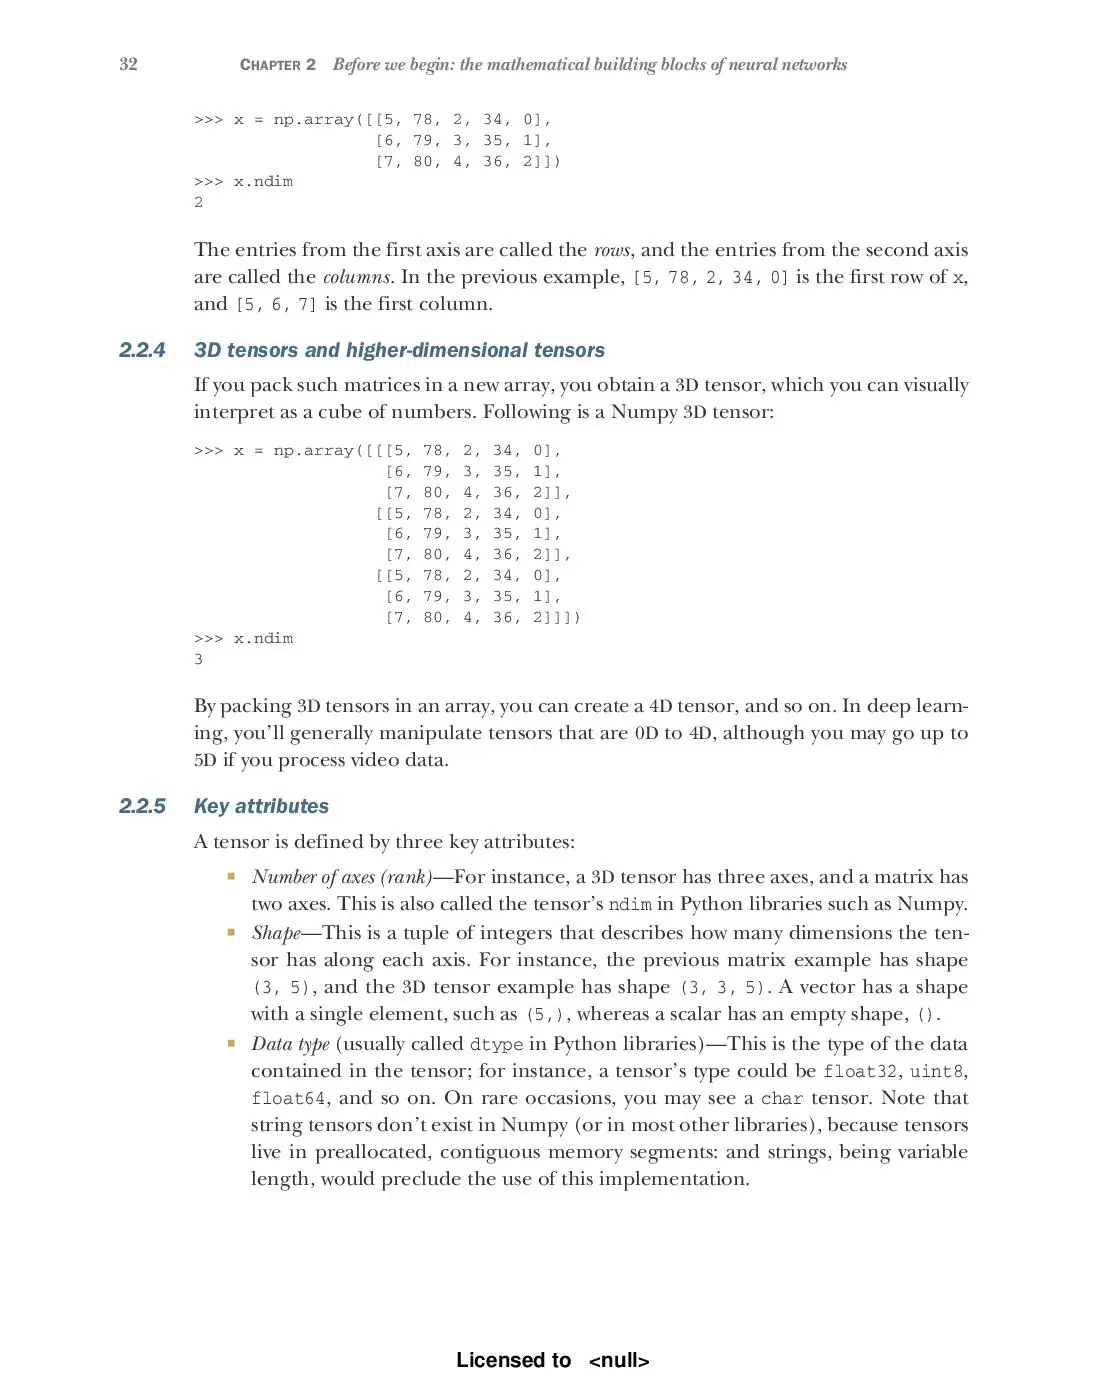 32 CHAPTER 2 Before we begin: the mathematical building blocks of neural networks
>>> x = np.array([[5, 78, 2, 34, 0],
[6, 79, 3, 35, 1],
[7, 80, 4, 36, 2]])
>>> x.ndim
2
The entries from the first axis are called the rows, and the entries from the second axis
are called the columns. In the previous example, [5, 78, 2, 34, 0] is the first row of x,
and [5, 6, 7] is the first column.
2.2.4 3D tensors and higher-dimensional tensors
If you pack such matrices in a new array, you obtain a 3D tensor, which you can visually
interpret as a cube of numbers. Following is a Numpy 3D tensor:
>>> x = np.array([[[5, 78, 2, 34, 0],
[6, 79, 3, 35, 1],
[7, 80, 4, 36, 2]],
[[5, 78, 2, 34, 0],
[6, 79, 3, 35, 1],
[7, 80, 4, 36, 2]],
[[5, 78, 2, 34, 0],
[6, 79, 3, 35, 1],
[7, 80, 4, 36, 2]]])
>>> x.ndim
3
By packing 3D tensors in an array, you can create a 4D tensor, and so on. In deep learn-
ing, you’ll generally manipulate tensors that are 0D to 4D, although you may go up to
5D if you process video data.
2.2.5 Key attributes
A tensor is defined by three key attributes:
■ Number of axes (rank)—For instance, a 3D tensor has three axes, and a matrix has
two axes. This is also called the tensor’s ndim in Python libraries such as Numpy.
■ Shape—This is a tuple of integers that describes how many dimensions the ten-
sor has along each axis. For instance, the previous matrix example has shape
(3, 5), and the 3D tensor example has shape (3, 3, 5). A vector has a shape
with a single element, such as (5,), whereas a scalar has an empty shape, ().
■ Data type (usually called dtype in Python libraries)—This is the type of the data
contained in the tensor; for instance, a tensor’s type could be float32, uint8,
float64, and so on. On rare occasions, you may see a char tensor. Note that
string tensors don’t exist in Numpy (or in most other libraries), because tensors
live in preallocated, contiguous memory segments: and strings, being variable
length, would preclude the use of this implementation.
Licensed to <null>